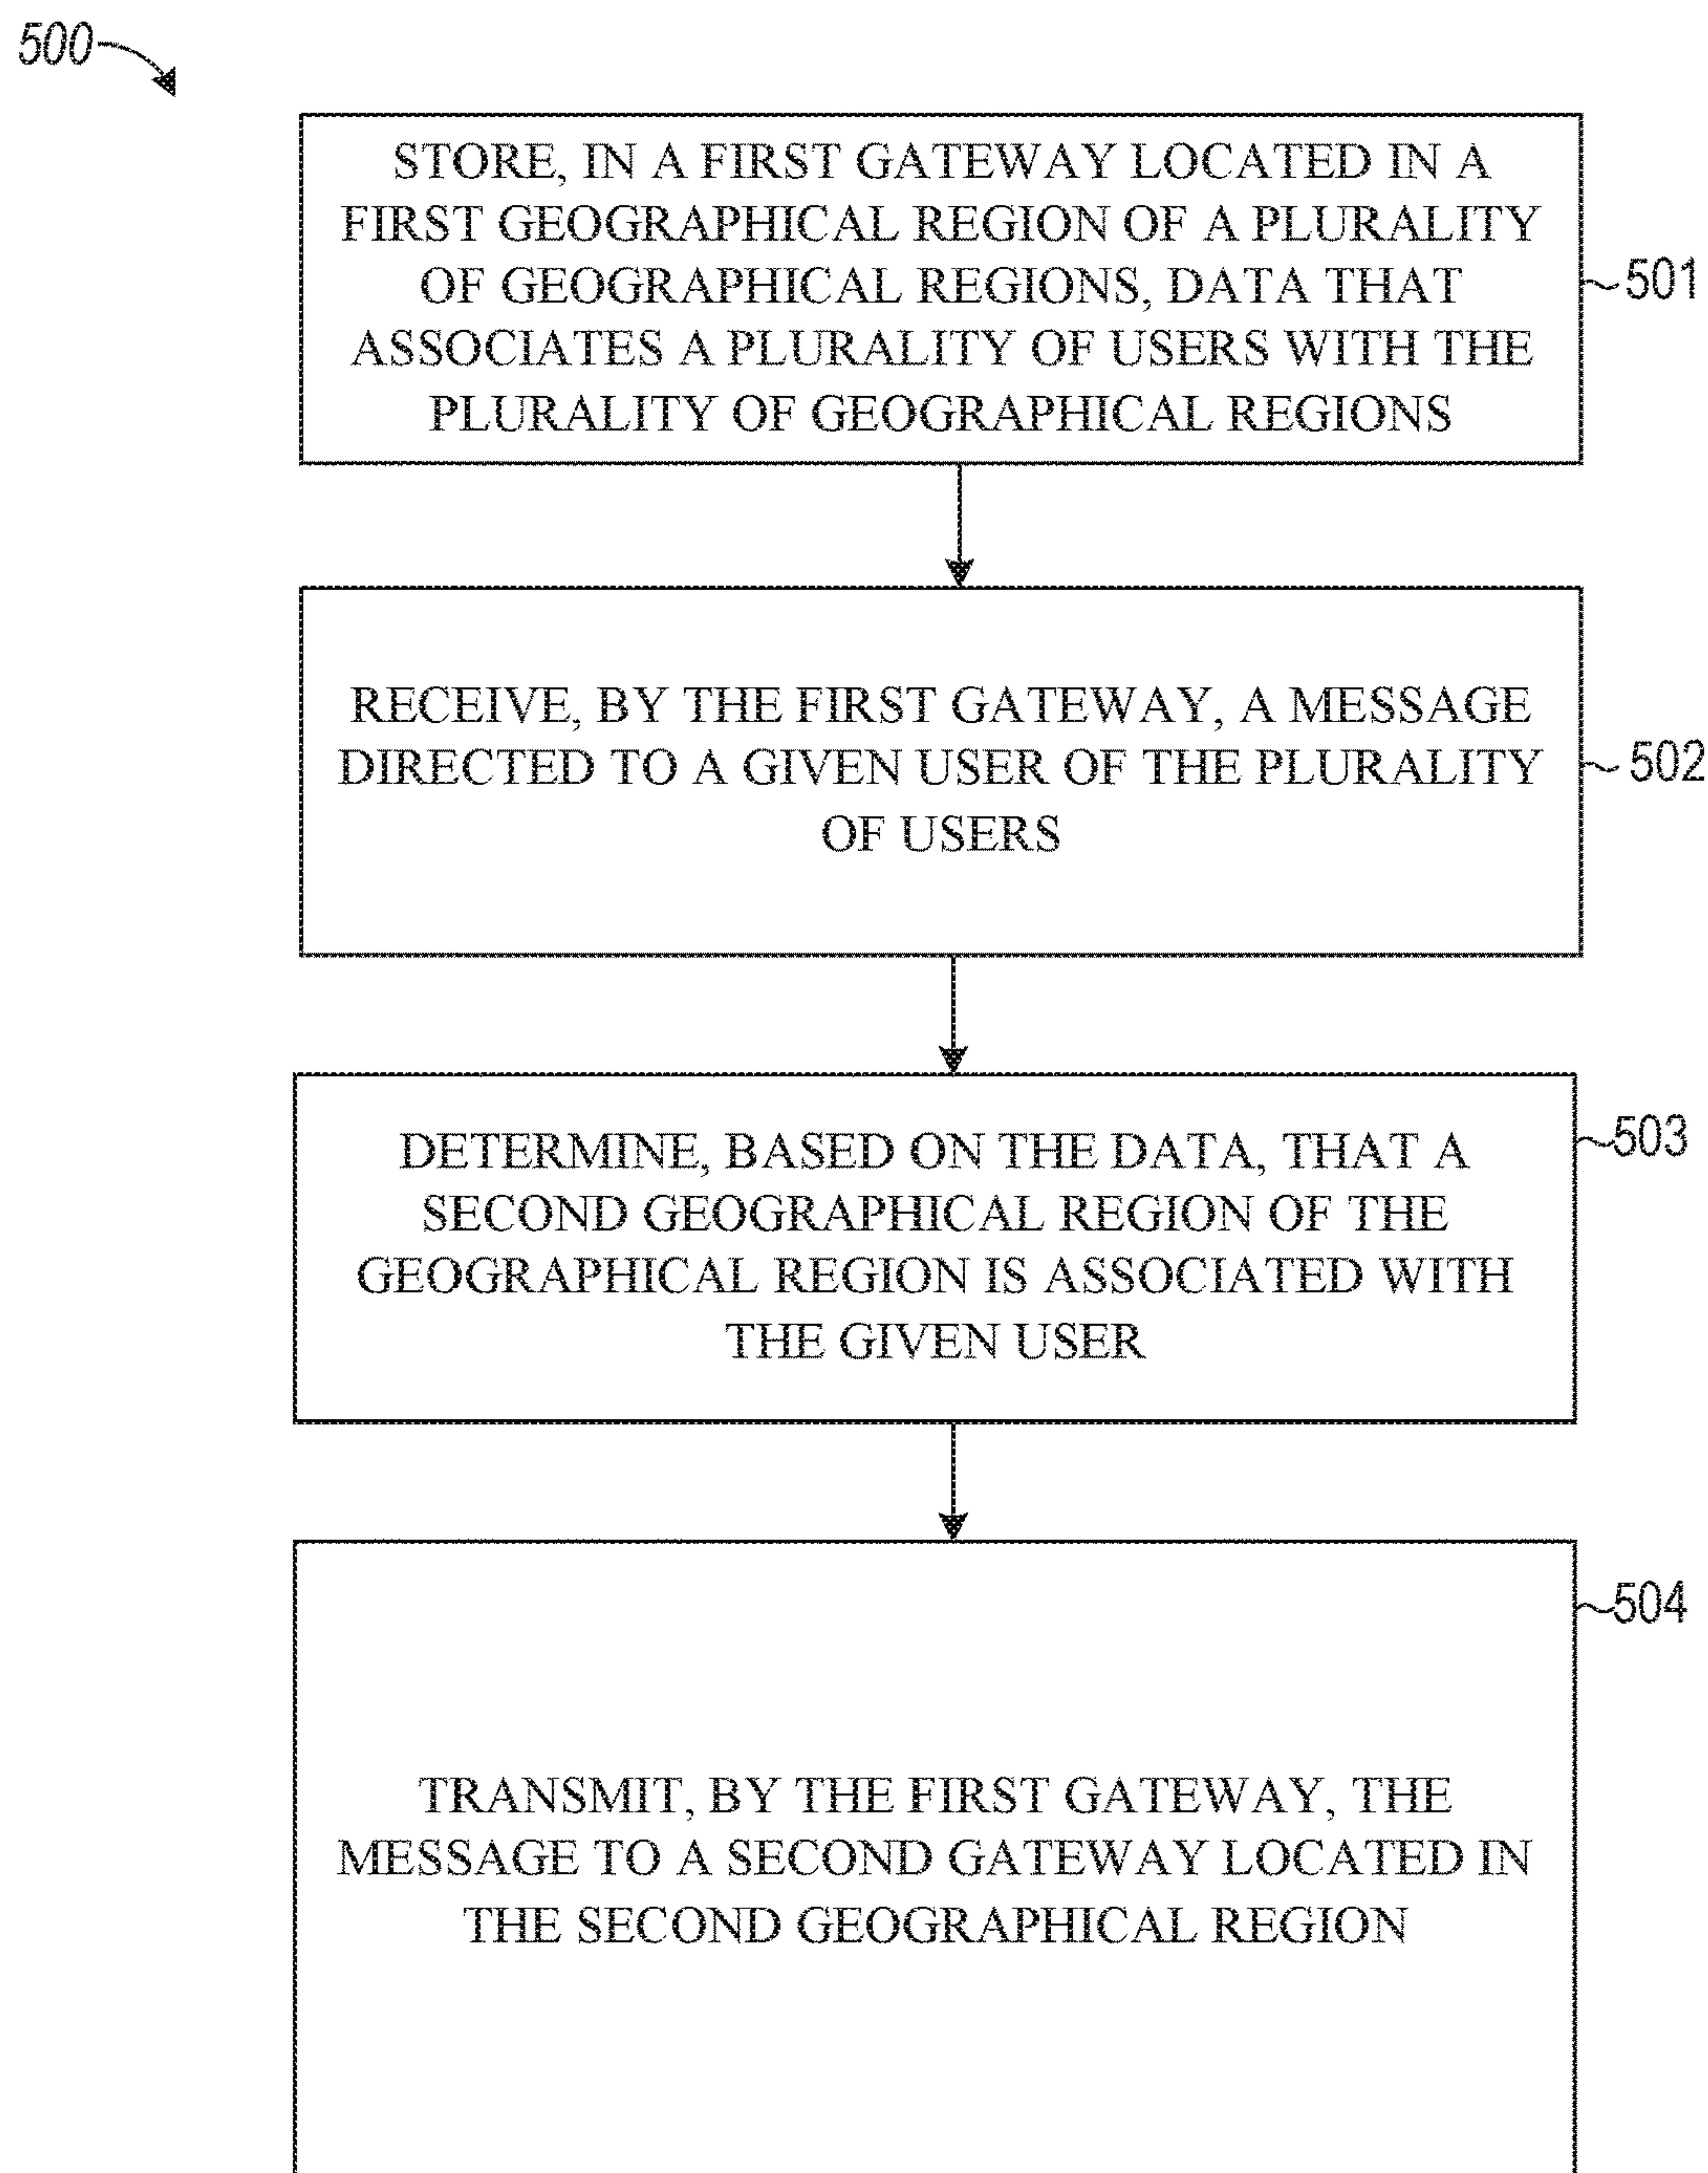 500
STORE, IN A FIRST GATEWAY LOCATED IN A
FIRST GEOGRAPHICAL REGION OF A PLURALITY
OF GEOGRAPHICAL REGIONS, DATA THAT
ASSOCIATES A PLURALITY OF USERS WITH THE
PLURALITY OF GEOGRAPHICAL REGIONS
501
RECEIVE, BY THE FIRST GATEWAY, A MESSAGE
DIRECTED TO A GIVEN USER OF THE PLURALITY
OF USERS
502
DETERMINE, BASED ON THE DATA, THAT A
SECOND GEOGRAPHICAL REGION OF THE
GEOGRAPHICAL REGION IS ASSOCIATED WITH
THE GIVEN USER
503
TRANSMIT, BY THE FIRST GATEWAY, THE
MESSAGE TO A SECOND GATEWAY LOCATED IN
THE SECOND GEOGRAPHICAL REGION
504